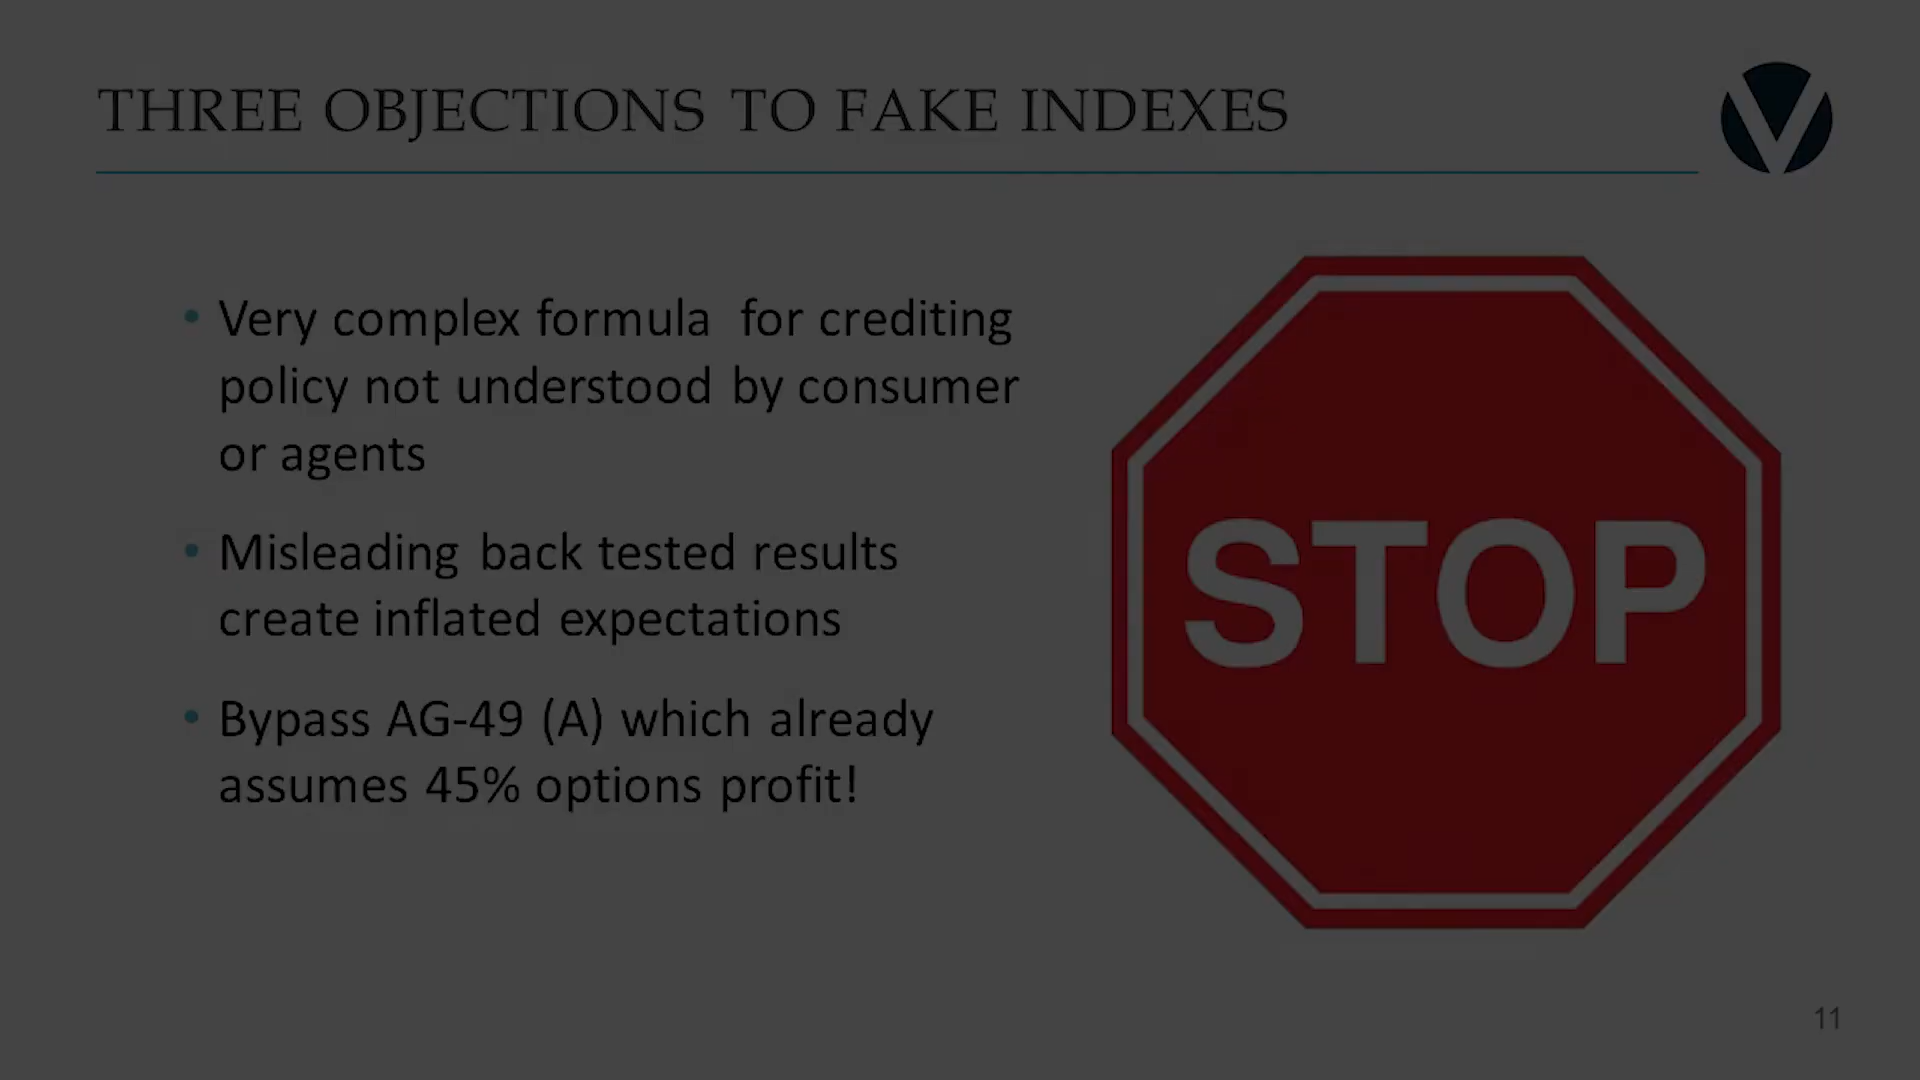 THREE OBJECTIONS TO FAKE INDEXES
• Very complex formula for crediting
policy not understood by consumer
or agents
• Misleading back tested results
create inflated expectations
• Bypass AG-49 (A) which already
assumes 45% options profit!
STOP
11